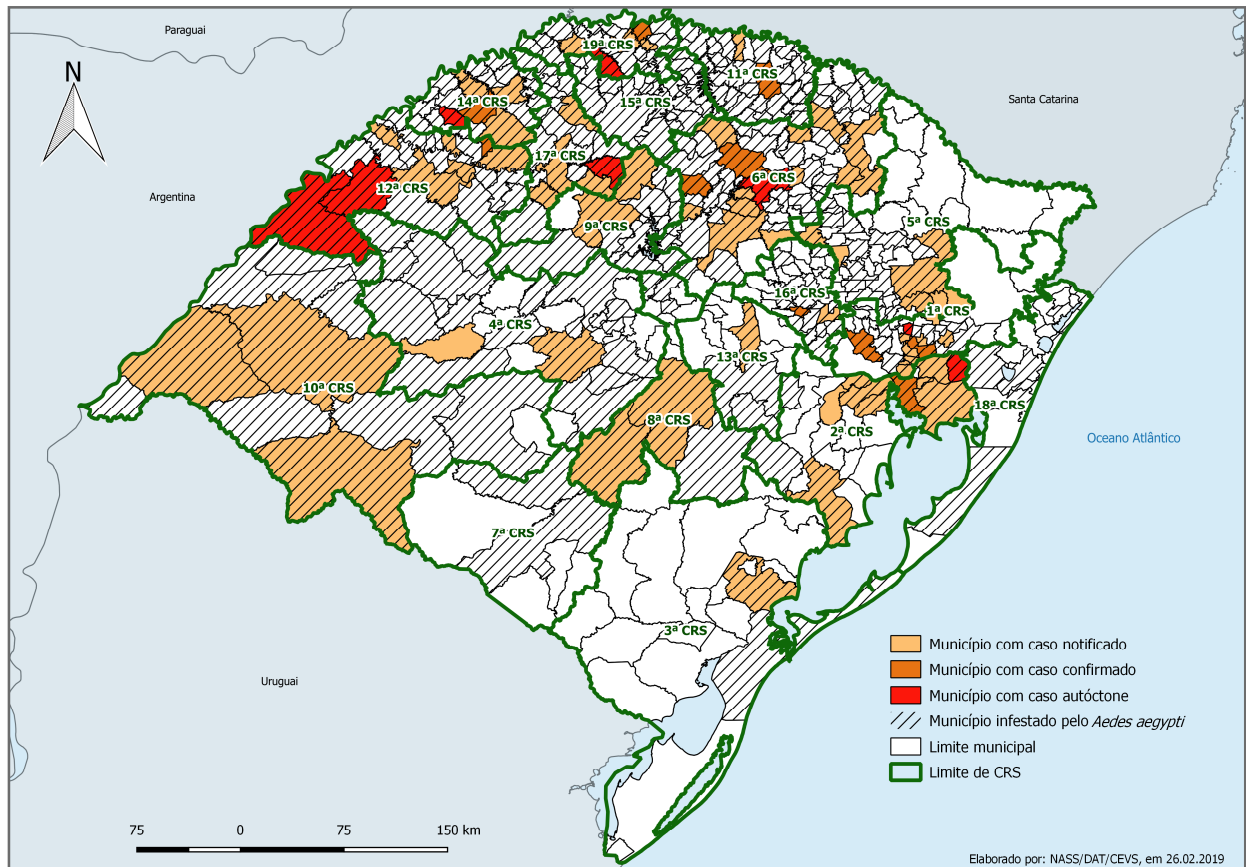 Paraguai
N
Argentina
Santa Catarina
Oceano Atlântico
Uruguai
19ª CRS
11ª CRS
14ª CRS
15ª CRS
17ª CRS
6ª CRS
12ª CRS
9ª CRS
5ª CRS
16ª CRS
1ª CRS
4ª CRS
13ª CRS
10ª CRS
18ª CRS
8ª CRS
2ª CRS
7ª CRS
3ª CRS
Município com caso notificado
Município com caso confirmado
Município com caso autóctone
Município infestado pelo Aedes aegypti
Limite municipal
Limite de CRS
75 0 75 150 km
Elaborado por: NASS/DAT/CEVS, em 26.02.2019